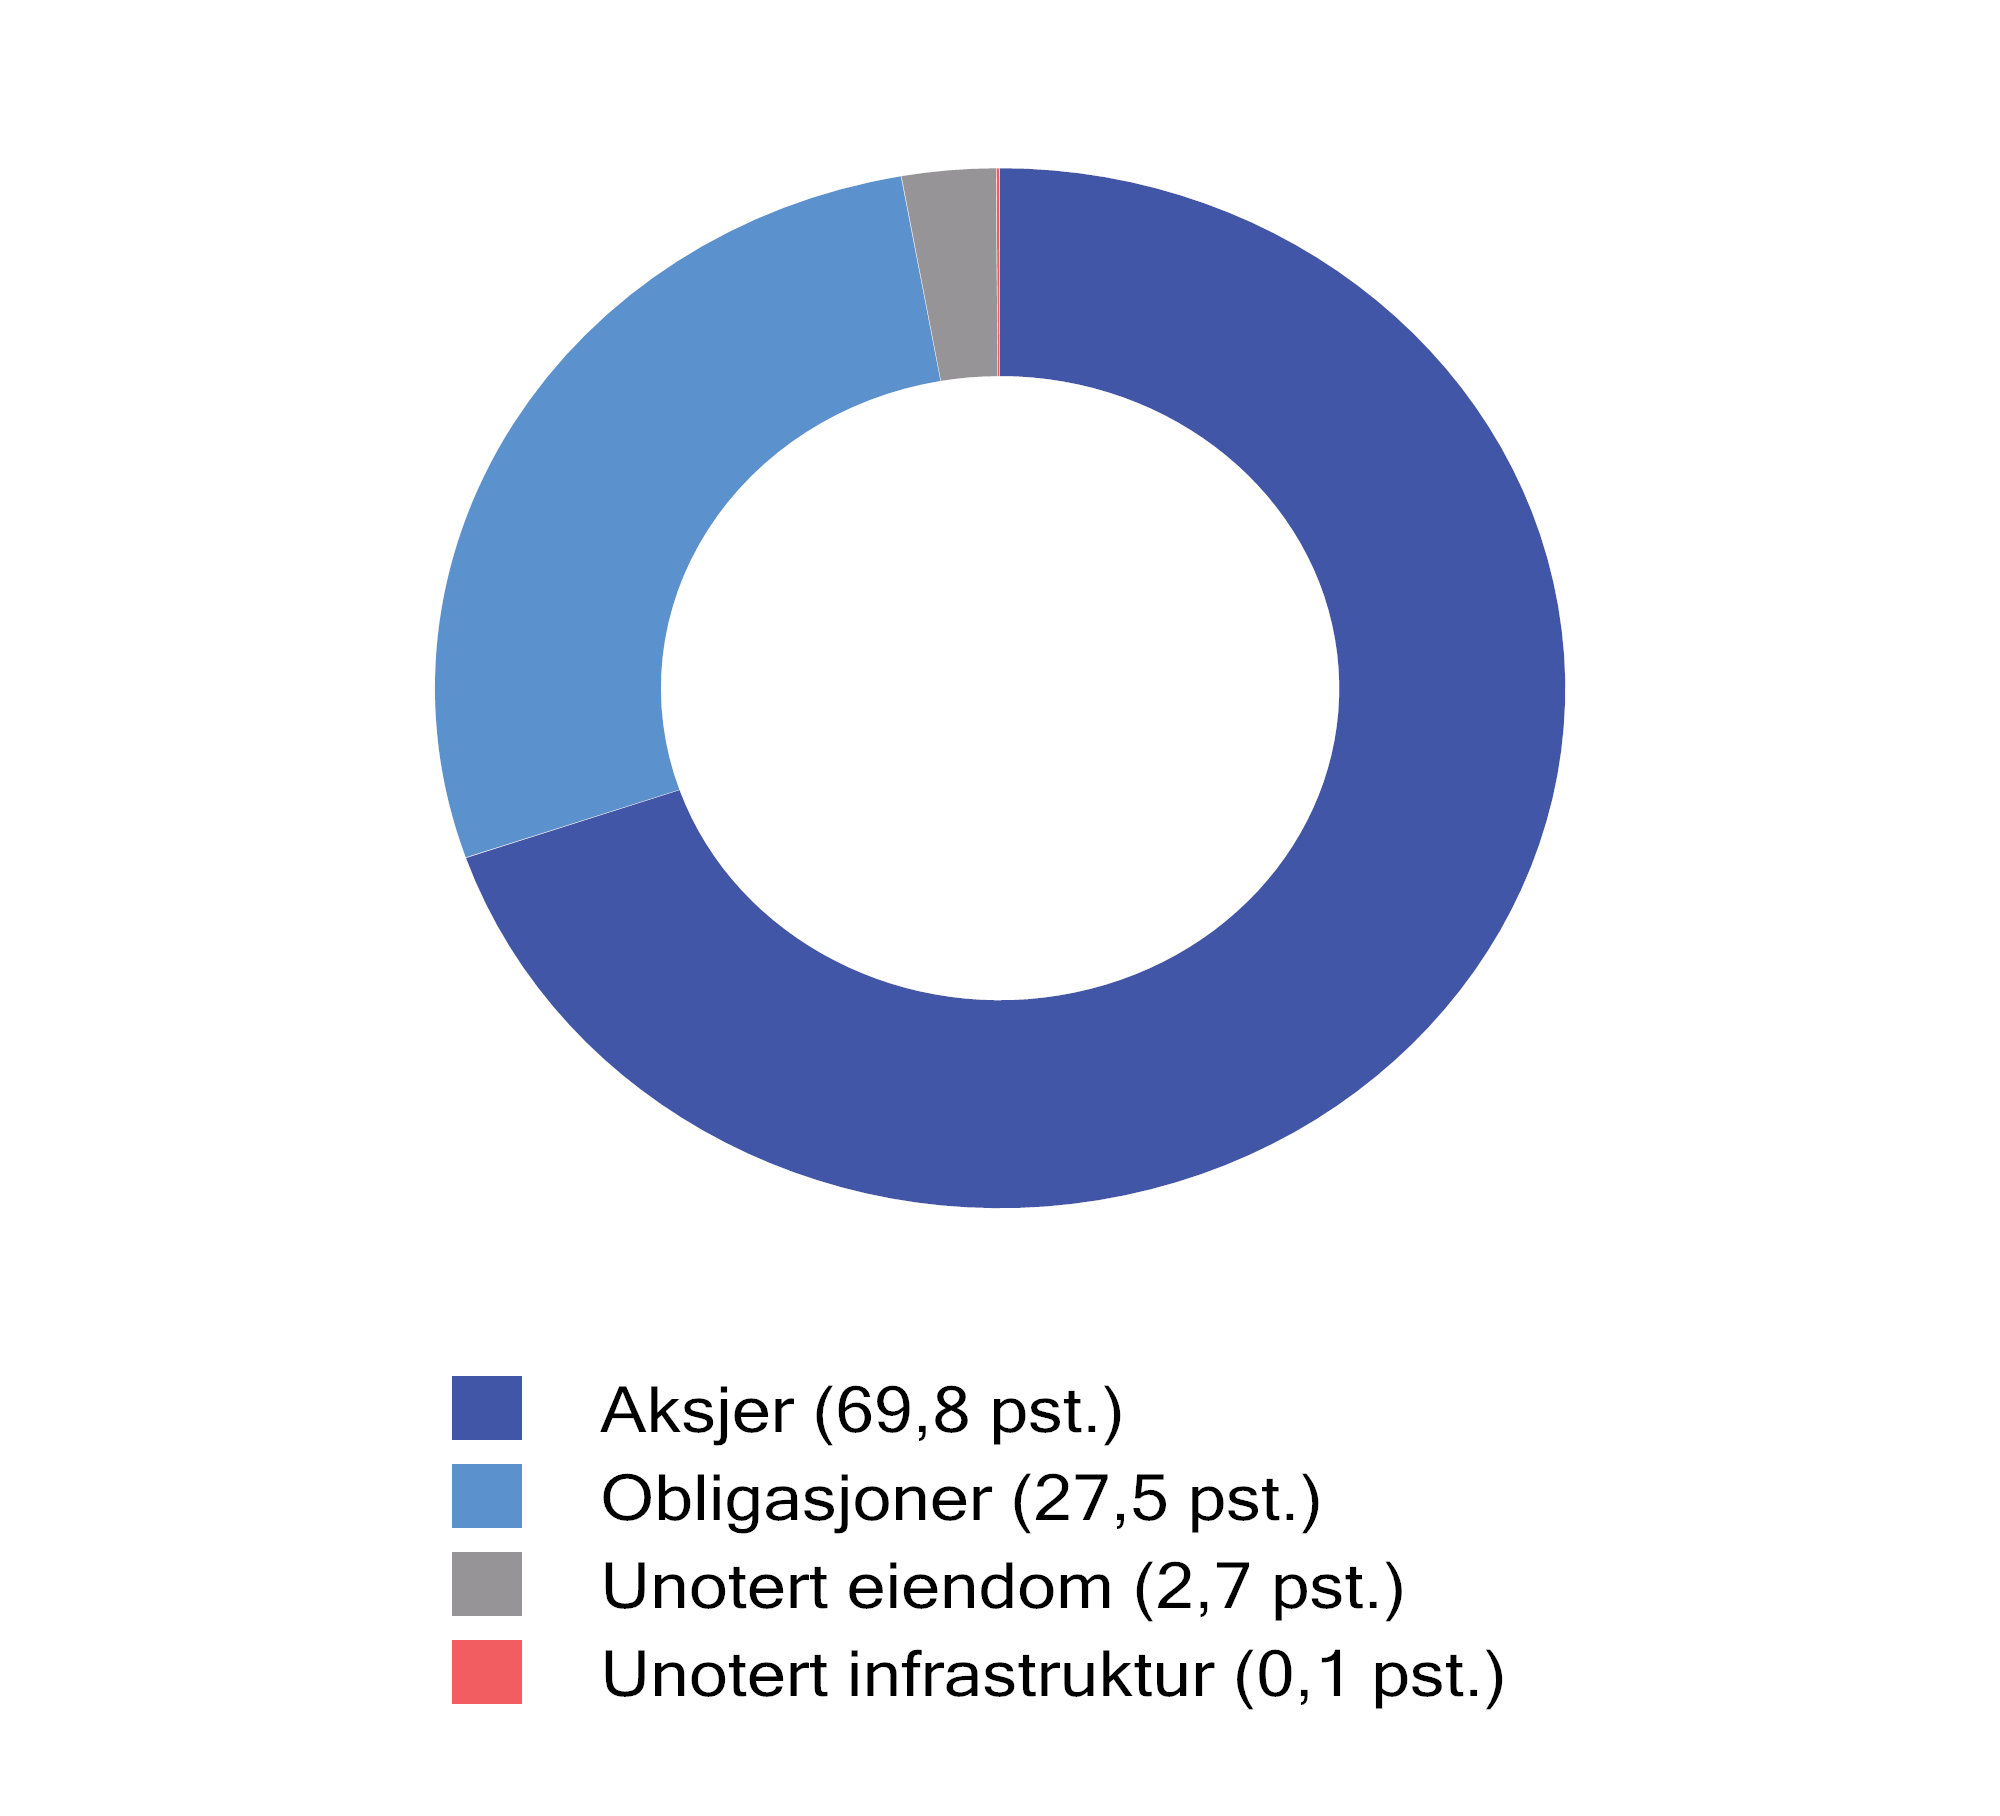 Aksjer (69,8 pst.)
Obligasjoner (27,5 pst.)
Unotert eiendom (2,7 pst.)
Unotert infrastruktur (0,1 pst.)